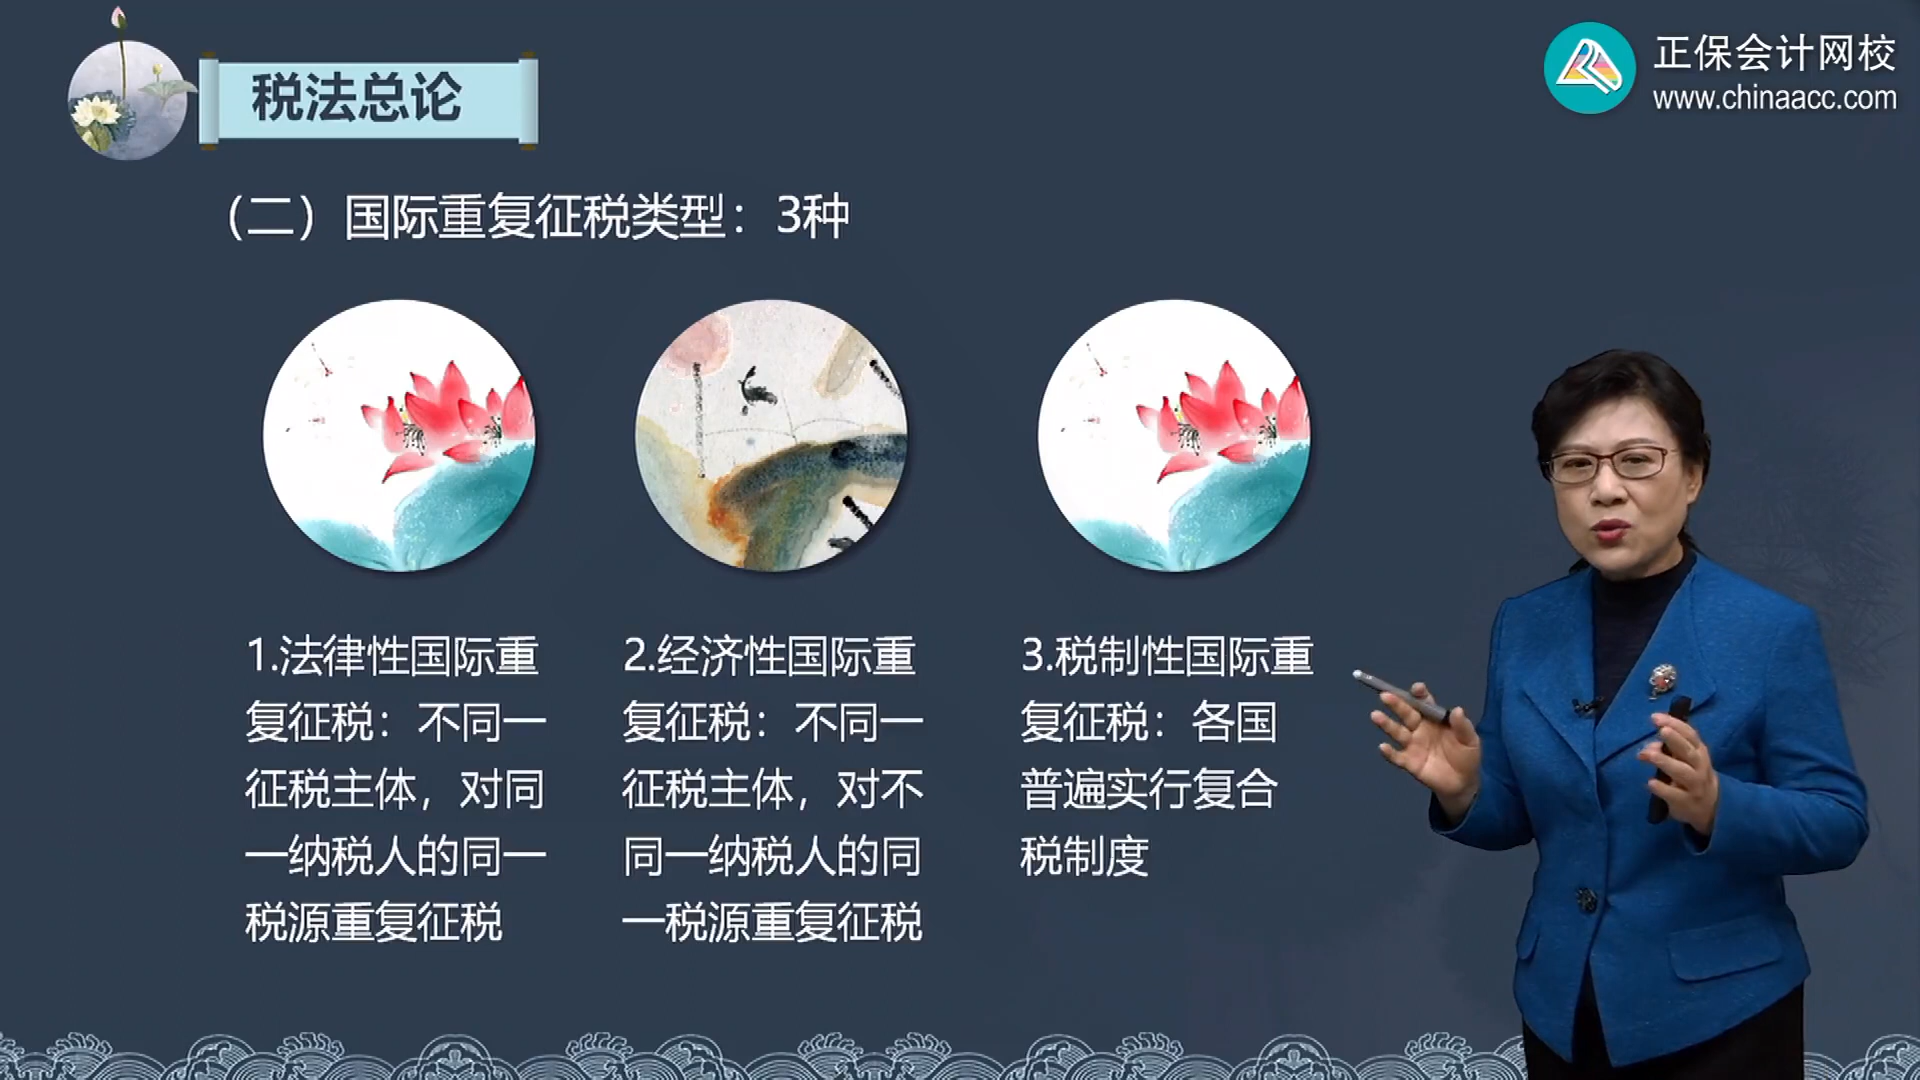 税法总论
正保会计网校
www.chinaacc.com
（二）国际重复征税类型：3种
1.法律性国际重
复征税：不同一
征税主体，对同
一纳税人的同一
税源重复征税
2.经济性国际重
复征税：不同一
征税主体，对不
同一纳税人的同
一税源重复征税
3.税制性国际重
复征税：各国
普遍实行复合
税制度